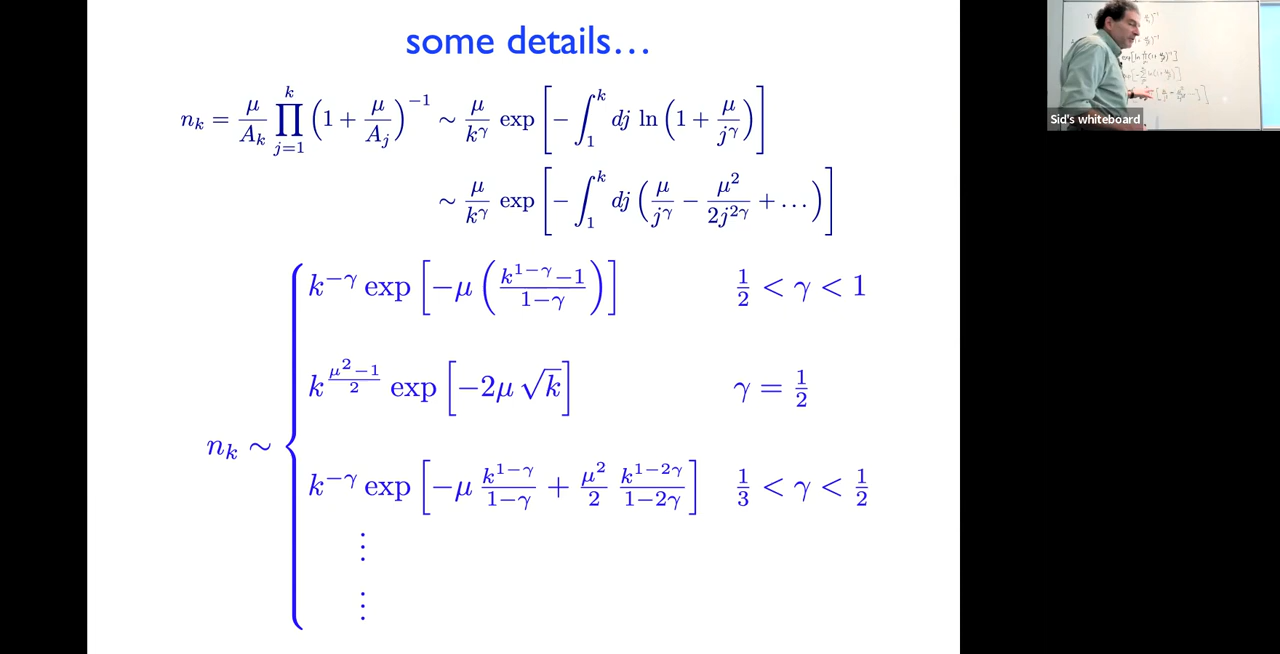 some details...
n_k = \frac{\mu}{A_k} \prod_{j=1}^{k} \left(1 + \frac{\mu}{A_j}\right)^{-1} \sim \frac{\mu}{k^\gamma} \exp\left[-\int_1^k dj \ln\left(1 + \frac{\mu}{j^\gamma}\right)\right]
\sim \frac{\mu}{k^\gamma} \exp\left[-\int_1^k dj \left(\frac{\mu}{j^\gamma} - \frac{\mu^2}{2j^{2\gamma}} + \ldots\right)\right]
k^{-\gamma} \exp\left[-\mu\left(\frac{k^{1-\gamma}-1}{1-\gamma}\right)\right] \frac{1}{2} < \gamma < 1
k^{\frac{\mu^2-1}{2}} \exp\left[-2\mu\sqrt{k}\right] \gamma = \frac{1}{2}
n_k \sim
k^{-\gamma} \exp\left[-\mu\frac{k^{1-\gamma}}{1-\gamma} + \frac{\mu^2}{2}\frac{k^{1-2\gamma}}{1-2\gamma}\right] \frac{1}{3} < \gamma < \frac{1}{2}
⋮
⋮
Sid's whiteboard